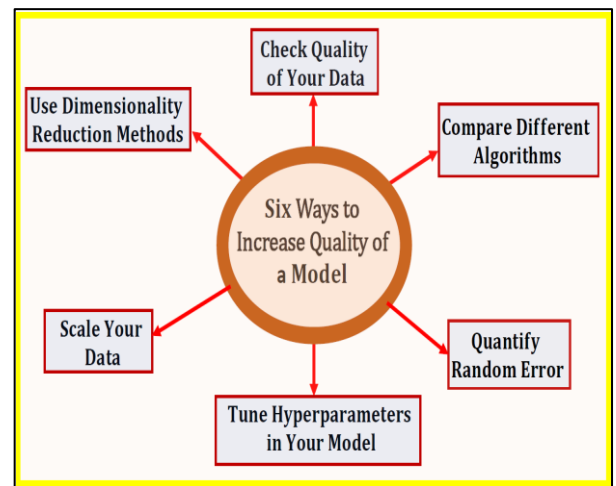 Check Quality
of Your Data
Use Dimensionality
Reduction Methods
Compare Different
Algorithms
Six Ways to
Increase Quality of
a Model
Scale Your
Data
Quantify
Random Error
Tune Hyperparameters
in Your Model